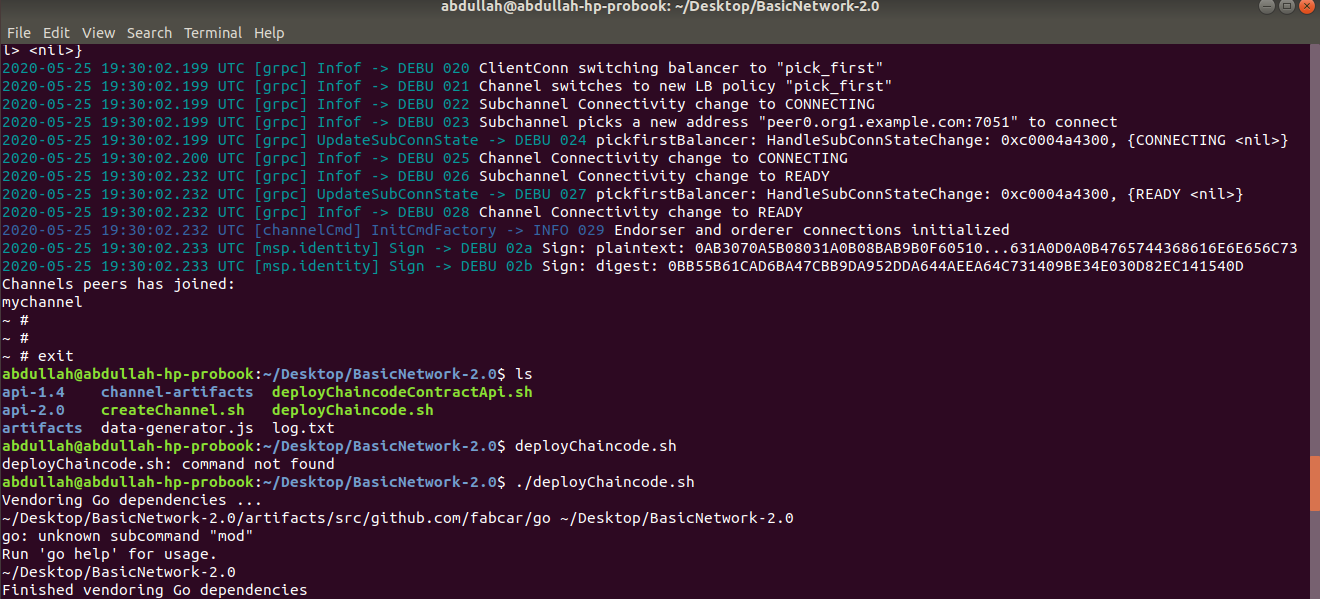 abdullah@abdullah-hp-probook: ~/Desktop/BasicNetwork-2.0
File Edit View Search Terminal Help
l> <nil>}
2020-05-25 19:30:02.199 UTC [grpc] Infof -> DEBU 020 ClientConn switching balancer to "pick_first"
2020-05-25 19:30:02.199 UTC [grpc] Infof -> DEBU 021 Channel switches to new LB policy "pick_first"
2020-05-25 19:30:02.199 UTC [grpc] Infof -> DEBU 022 Subchannel Connectivity change to CONNECTING
2020-05-25 19:30:02.199 UTC [grpc] Infof -> DEBU 023 Subchannel picks a new address "peer0.org1.example.com:7051" to connect
2020-05-25 19:30:02.199 UTC [grpc] UpdateSubConnState -> DEBU 024 pickfirstBalancer: HandleSubConnStateChange: 0xc0004a4300, {CONNECTING <nil>}
2020-05-25 19:30:02.200 UTC [grpc] Infof -> DEBU 025 Channel Connectivity change to CONNECTING
2020-05-25 19:30:02.232 UTC [grpc] Infof -> DEBU 026 Subchannel Connectivity change to READY
2020-05-25 19:30:02.232 UTC [grpc] UpdateSubConnState -> DEBU 027 pickfirstBalancer: HandleSubConnStateChange: 0xc0004a4300, {READY <nil>}
2020-05-25 19:30:02.232 UTC [grpc] Infof -> DEBU 028 Channel Connectivity change to READY
2020-05-25 19:30:02.232 UTC [channelCmd] InitCmdFactory -> INFO 029 Endorser and orderer connections initialized
2020-05-25 19:30:02.233 UTC [msp.identity] Sign -> DEBU 02a Sign: plaintext: 0AB3070A5B08031A0B08BAB9B0F60510...631A0D0A0B4765744368616E6E656C73
2020-05-25 19:30:02.233 UTC [msp.identity] Sign -> DEBU 02b Sign: digest: 0BB55B61CAD6BA47CBB9DA952DDA644AEEA64C731409BE34E030D82EC141540D
Channels peers has joined:
mychannel
~ #
~ #
~ # exit
abdullah@abdullah-hp-probook:~/Desktop/BasicNetwork-2.0$ ls
api-1.4 channel-artifacts deployChaincodeContractApi.sh
api-2.0 createChannel.sh deployChaincode.sh
artifacts data-generator.js log.txt
abdullah@abdullah-hp-probook:~/Desktop/BasicNetwork-2.0$ deployChaincode.sh
deployChaincode.sh: command not found
abdullah@abdullah-hp-probook:~/Desktop/BasicNetwork-2.0$ ./deployChaincode.sh
Vendoring Go dependencies ...
~/Desktop/BasicNetwork-2.0/artifacts/src/github.com/fabcar/go ~/Desktop/BasicNetwork-2.0
go: unknown subcommand "mod"
Run 'go help' for usage.
~/Desktop/BasicNetwork-2.0
Finished vendoring Go dependencies